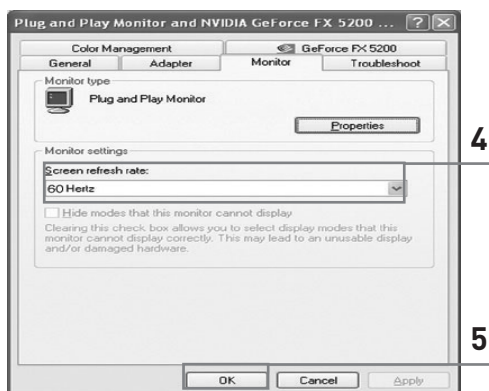 Plug and Play Monitor and NVIDIA GeForce FX 5200 ...
Color Management
GeForce FX 5200
General
Adapter
Monitor
Troubleshoot
Monitor type
Plug and Play Monitor
Properties
4
Monitor settings
Screen refresh rate:
60 Hertz
Hide modes that this monitor cannot display
Clearing this check box allows you to select display modes that this
monitor cannot display correctly. This may lead to an unusable display
and/or damaged hardware.
5
OK
Cancel
Apply